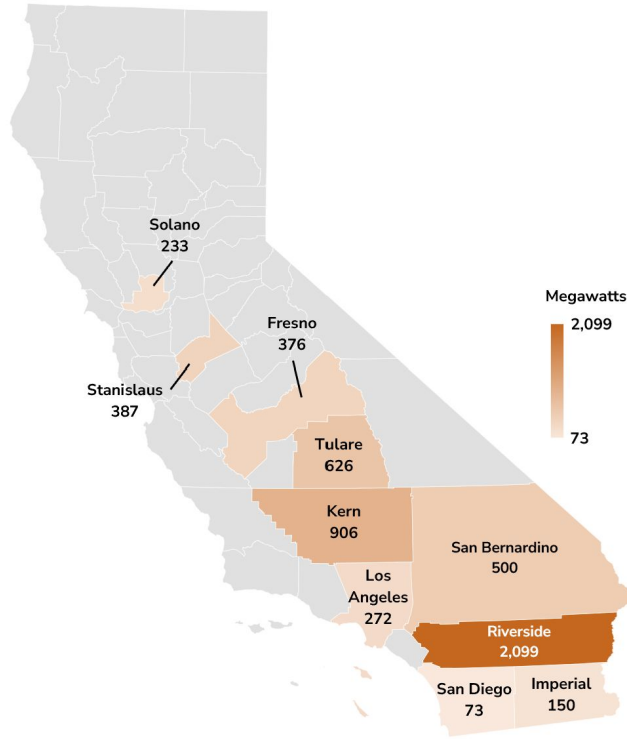 Solano
233
Megawatts
2,099
73
Fresno
376
Stanislaus
387
Tulare
626
Kern
906
San Bernardino
500
Los
Angeles
272
Riverside
2,099
San Diego
73
Imperial
150